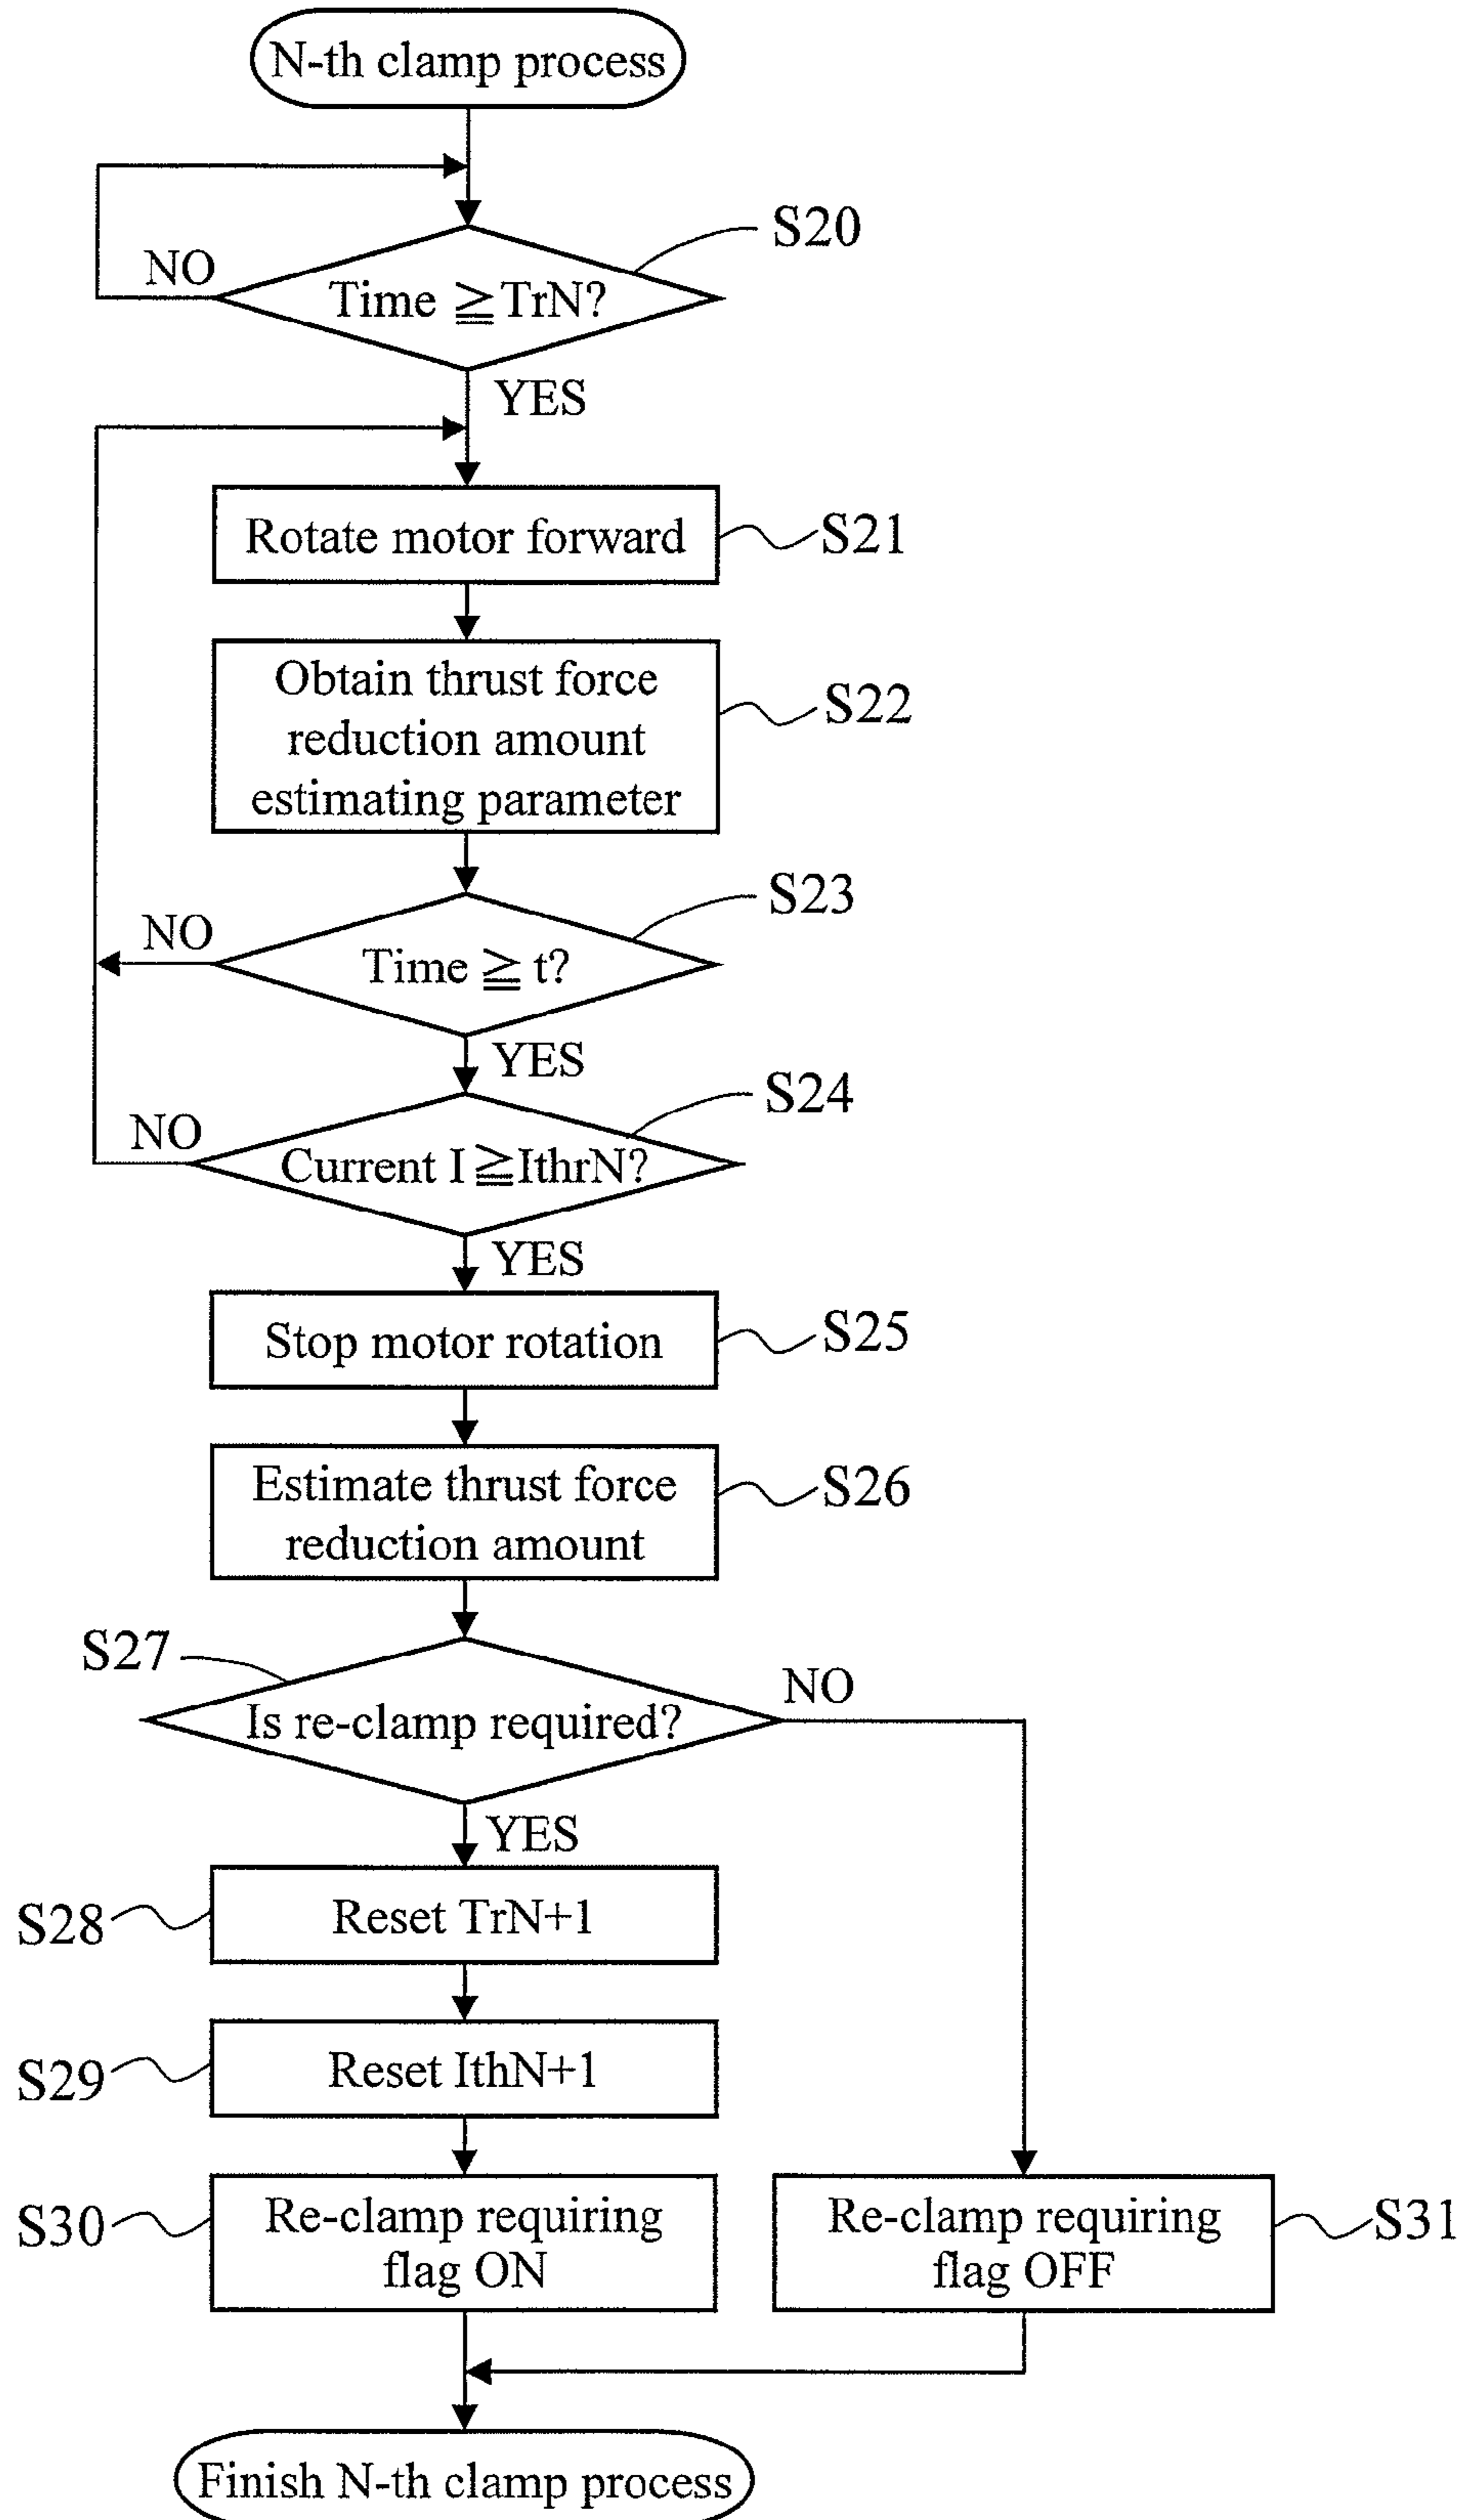 N-th clamp process
S20
NO
Time ≧ TrN?
YES
Rotate motor forward
S21
Obtain thrust force
reduction amount
estimating parameter
S22
S23
NO
Time ≧ t?
YES
S24
NO
Current I ≧ IthrN?
YES
Stop motor rotation
S25
Estimate thrust force
reduction amount
S26
S27
NO
Is re-clamp required?
YES
Reset TrN+1
S28
Reset IthN+1
S29
Re-clamp requiring
flag ON
S30
Re-clamp requiring
flag OFF
S31
Finish N-th clamp process